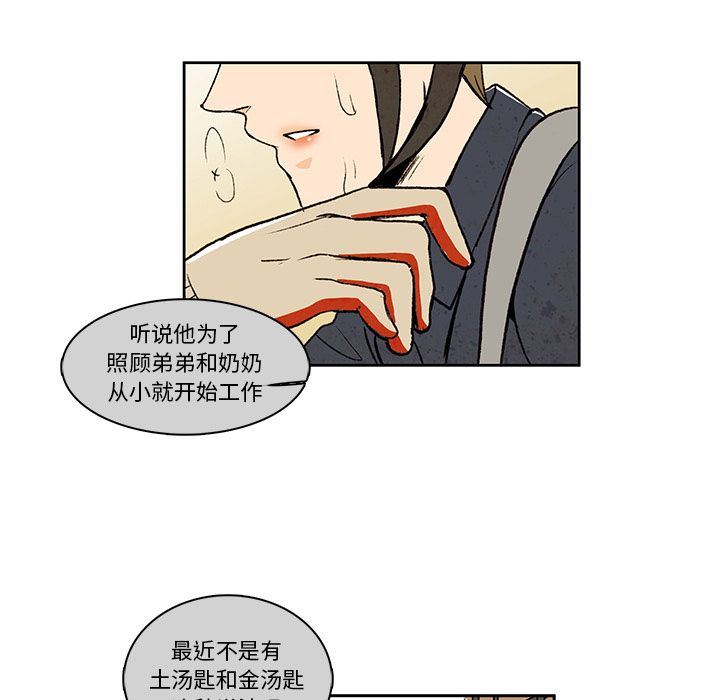 听说他为了
照顾弟弟和奶奶
从小就开始工作
最近不是有
土汤匙和金汤匙